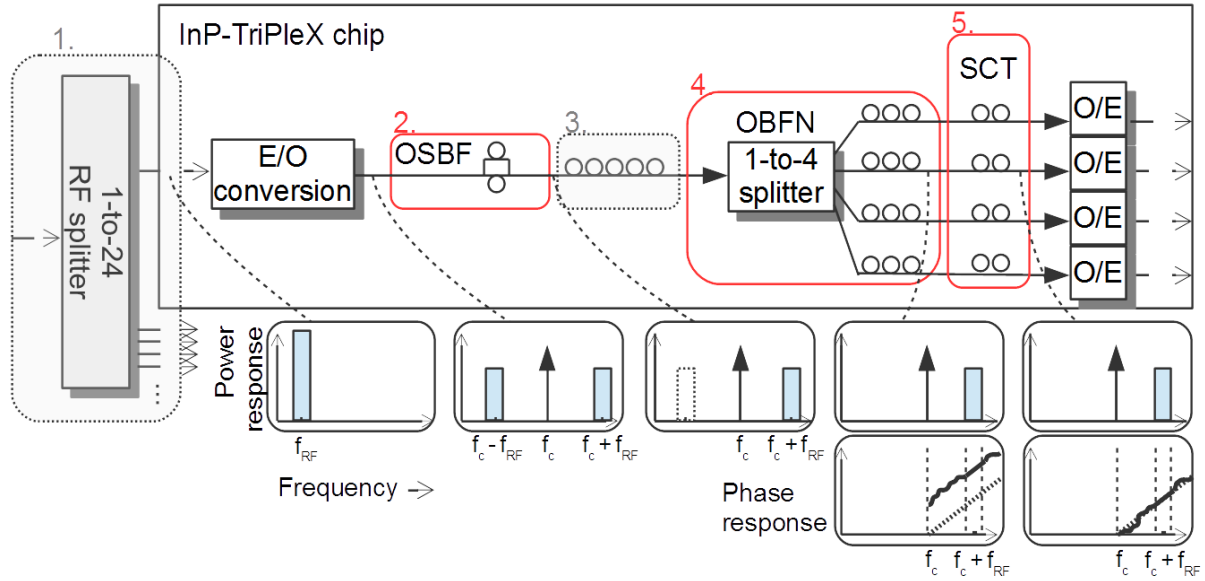 1.
InP-TriPleX chip
1-to-24
RF splitter
E/O
conversion
2.
OSBF
3.
4.
OBFN
1-to-4
splitter
5.
SCT
O/E
O/E
O/E
O/E
Power
response
f_RF
f_c - f_RF f_c f_c + f_RF
f_c f_c + f_RF
Frequency
Phase
response
f_c f_c + f_RF
f_c f_c + f_RF